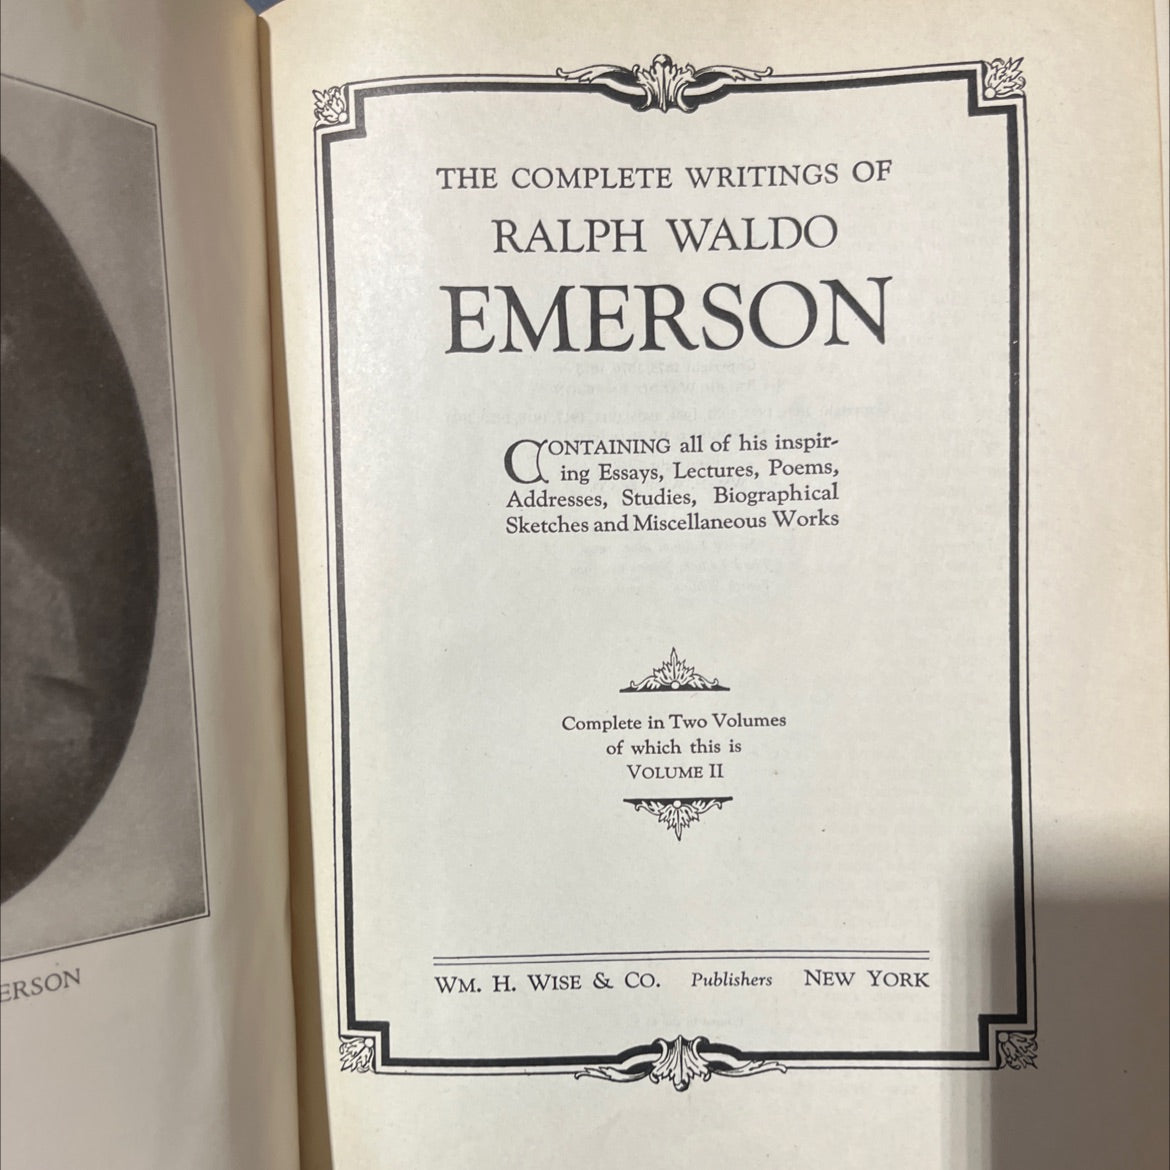 THE COMPLETE WRITINGS OF
RALPH WALDO
EMERSON
CONTAINING all of his inspir-
ing Essays, Lectures, Poems,
Addresses, Studies, Biographical
Sketches and Miscellaneous Works
Complete in Two Volumes
of which this is
VOLUME II
WM. H. WISE & CO. Publishers NEW YORK
ERSON